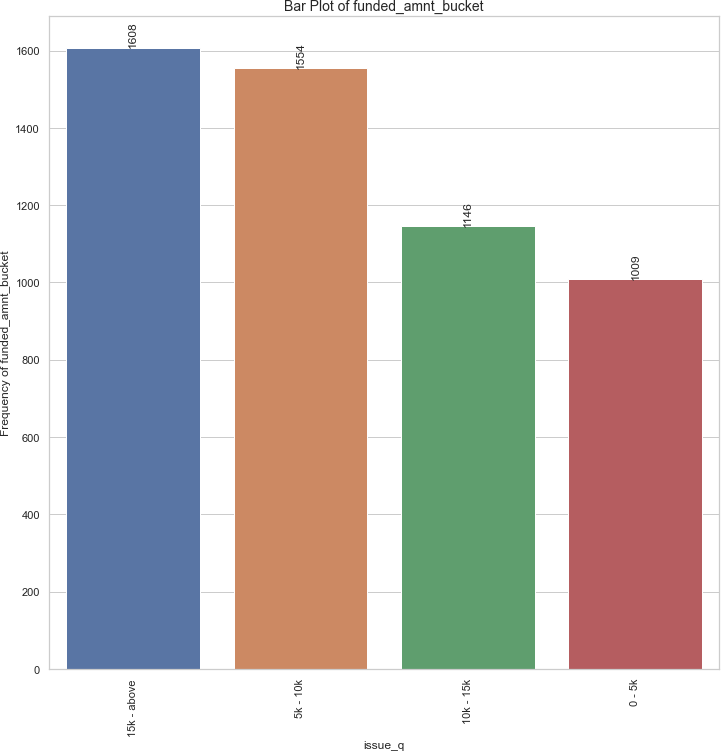 Bar Plot of funded_amnt_bucket
Frequency of funded_amnt_bucket
1600
1400
1200
1000
800
600
400
200
0
1608
1554
1146
1009
15k - above
5k - 10k
10k - 15k
0 - 5k
issue_q